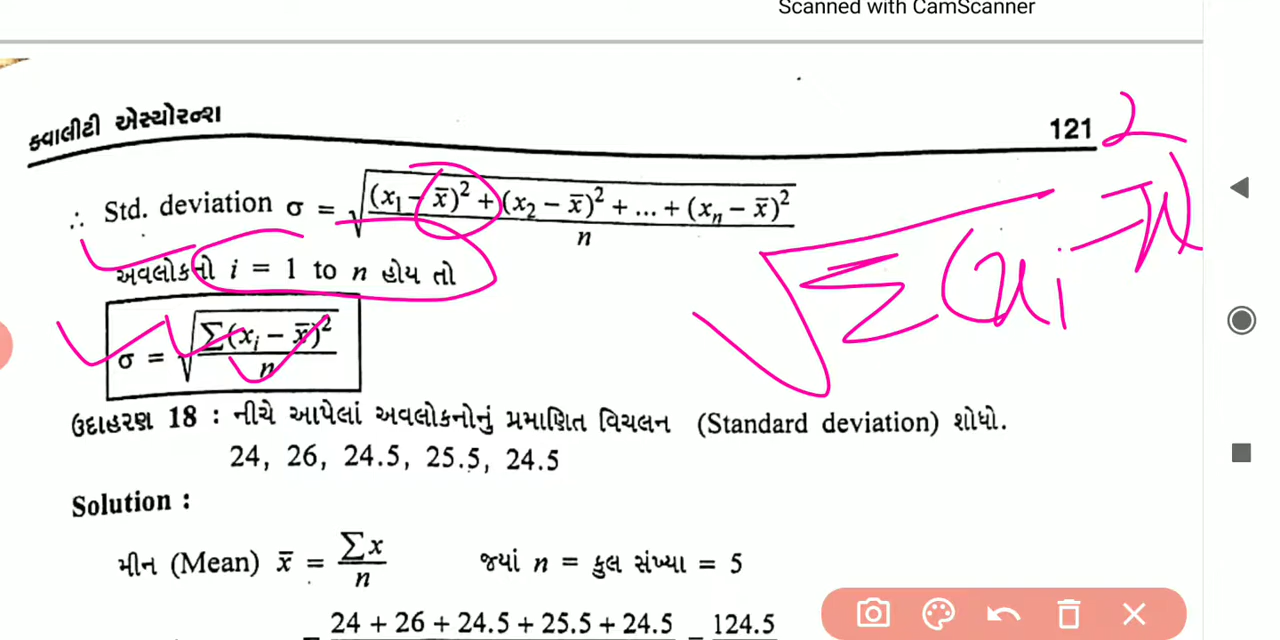 Scanned with CamScanner
ક્વાલીટી એસ્યોરન્શ
121
∴ Std. deviation σ = √((x₁ – x̄)² + (x₂ – x̄)² + ... + (xₙ – x̄)² / n)
અવલોકનો i = 1 to n હોય તો
σ = √(∑(xᵢ – x̄)² / n)
√∑(xᵢ – x̄)²
ઉદાહરણ 18 : નીચે આપેલાં અવલોકનોનું પ્રમાણિત વિચલન (Standard deviation) શોધો.
24, 26, 24.5, 25.5, 24.5
Solution :
મીન (Mean) x̄ = ∑x / n જ્યાં n = કુલ સંખ્યા = 5
= 24 + 26 + 24.5 + 25.5 + 24.5 = 124.5